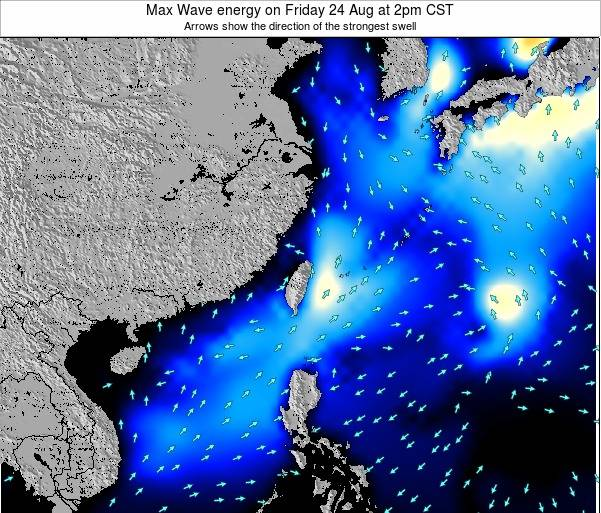 Max Wave energy on Friday 24 Aug at 2pm CST
Arrows show the direction of the strongest swell